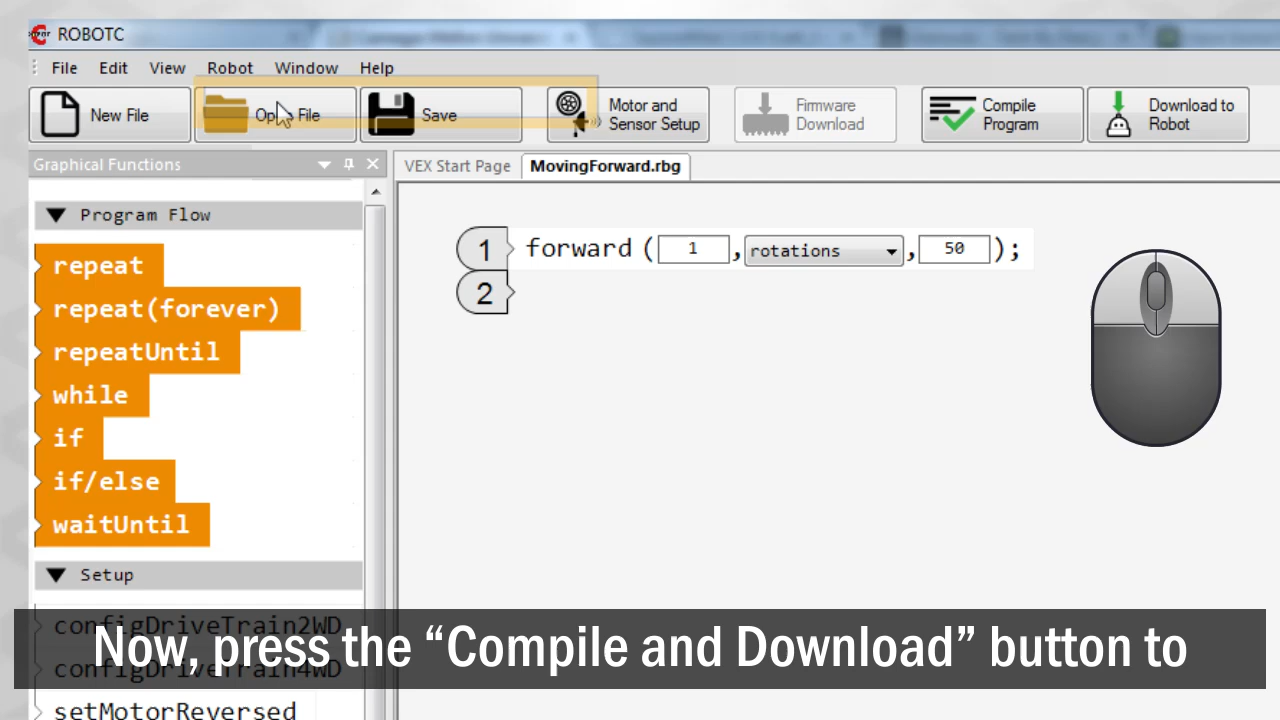 ROBOTC
File Edit View Robot Window Help
New File
Open File
Save
Motor and
Sensor Setup
Firmware
Download
Compile
Program
Download to
Robot
Graphical Functions
VEX Start Page
MovingForward.rbg
Program Flow
repeat
repeat(forever)
repeatUntil
while
if
if/else
waitUntil
Setup
configDriveTrain2WD
configDriveTrain4WD
setMotorReversed
1 forward ( 1 , rotations , 50 );
2
Now, press the “Compile and Download” button to